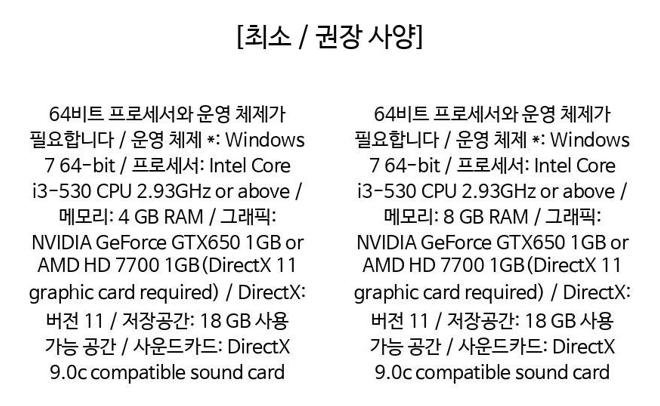 [최소 / 권장 사양]
64비트 프로세서와 운영 체제가
필요합니다 / 운영 체제 *: Windows
7 64-bit / 프로세서: Intel Core
i3-530 CPU 2.93GHz or above /
메모리: 4 GB RAM / 그래픽:
NVIDIA GeForce GTX650 1GB or
AMD HD 7700 1GB(DirectX 11
graphic card required) / DirectX:
버전 11 / 저장공간: 18 GB 사용
가능 공간 / 사운드카드: DirectX
9.0c compatible sound card
64비트 프로세서와 운영 체제가
필요합니다 / 운영 체제 *: Windows
7 64-bit / 프로세서: Intel Core
i3-530 CPU 2.93GHz or above /
메모리: 8 GB RAM / 그래픽:
NVIDIA GeForce GTX650 1GB or
AMD HD 7700 1GB(DirectX 11
graphic card required) / DirectX:
버전 11 / 저장공간: 18 GB 사용
가능 공간 / 사운드카드: DirectX
9.0c compatible sound card